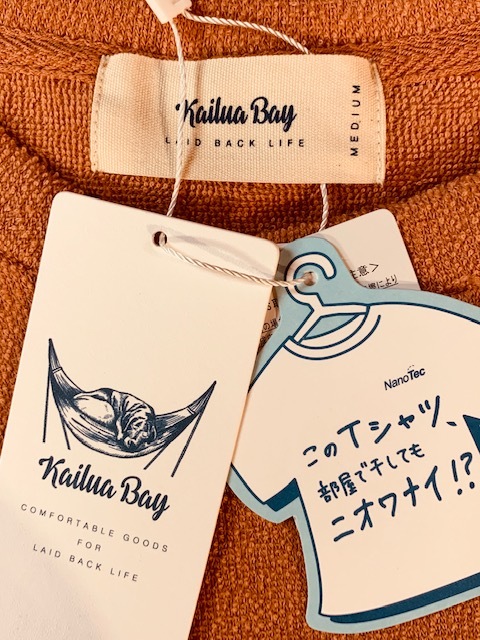 Kailua Bay
LAID BACK LIFE
MEDIUM
Kailua Bay
COMFORTABLE GOODS
FOR
LAID BACK LIFE
NanoTec
このTシャツ、
部屋で干しても
ニオワナイ!?